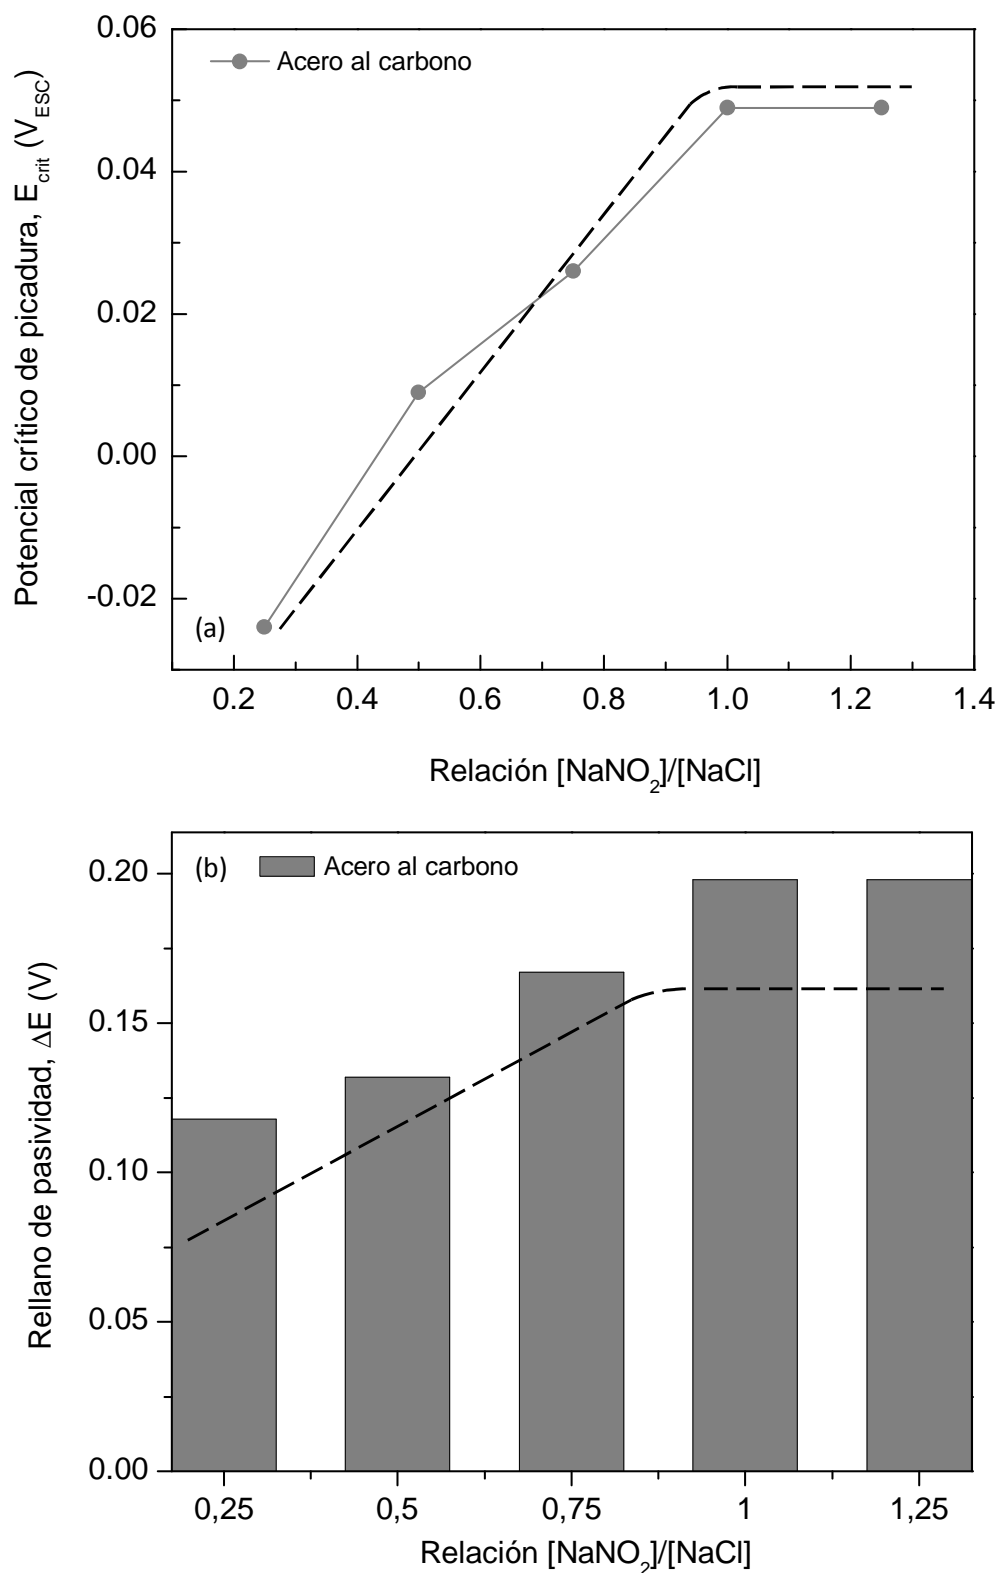 Potencial crítico de picadura, E_crit (V_ESC)
0.06
0.04
0.02
0.00
-0.02
Acero al carbono
(a)
0.2 0.4 0.6 0.8 1.0 1.2 1.4
Relación [NaNO₂]/[NaCl]
Rellano de pasividad, ΔE (V)
0.20
0.15
0.10
0.05
0.00
(b) Acero al carbono
0,25 0,5 0,75 1 1,25
Relación [NaNO₂]/[NaCl]